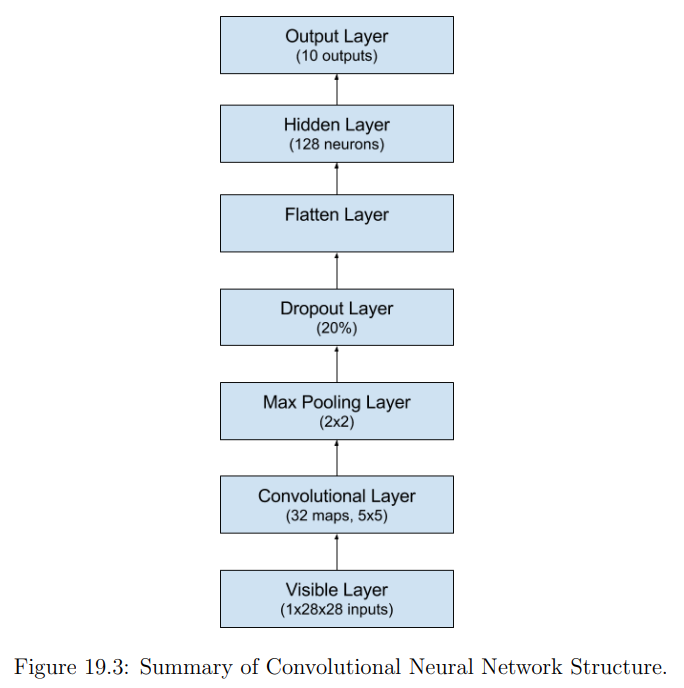 Output Layer
(10 outputs)
Hidden Layer
(128 neurons)
Flatten Layer
Dropout Layer
(20%)
Max Pooling Layer
(2x2)
Convolutional Layer
(32 maps, 5x5)
Visible Layer
(1x28x28 inputs)
Figure 19.3: Summary of Convolutional Neural Network Structure.